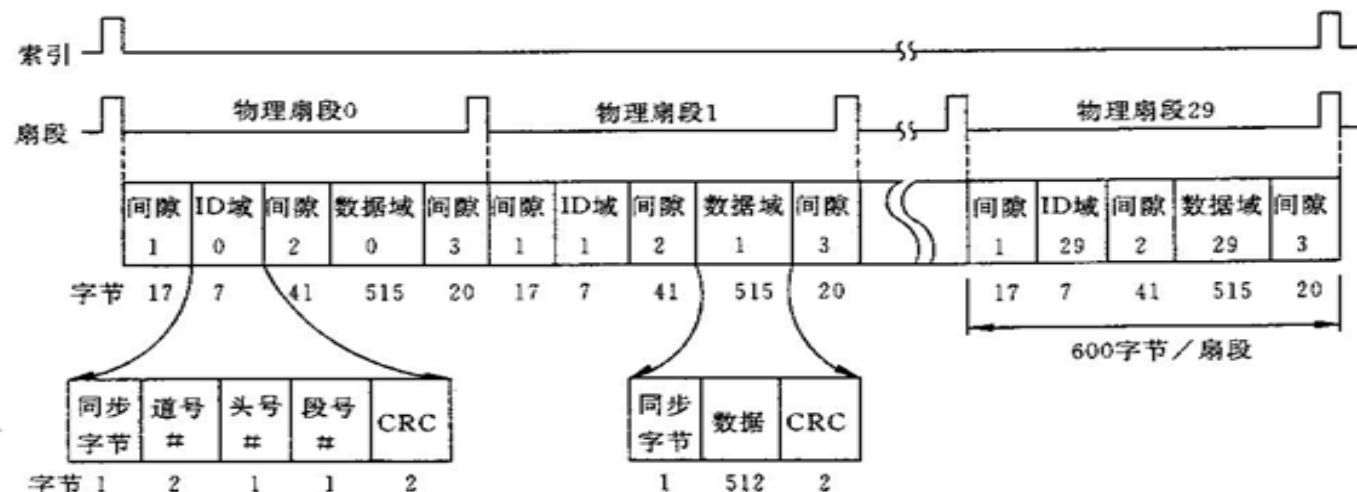 索引
扇段 物理扇段0 物理扇段1 物理扇段29
间隙 ID域 间隙 数据域 间隙 间隙 ID域 间隙 数据域 间隙 间隙 ID域 间隙 数据域 间隙
1 0 2 0 3 1 1 2 1 3 1 29 2 29 3
字节 17 7 41 515 20 17 7 41 515 20 17 7 41 515 20
600字节/扇段
同步 道号 头号 段号 CRC 同步 数据 CRC
字节 # # # 字节
字节 1 2 1 1 2 1 512 2